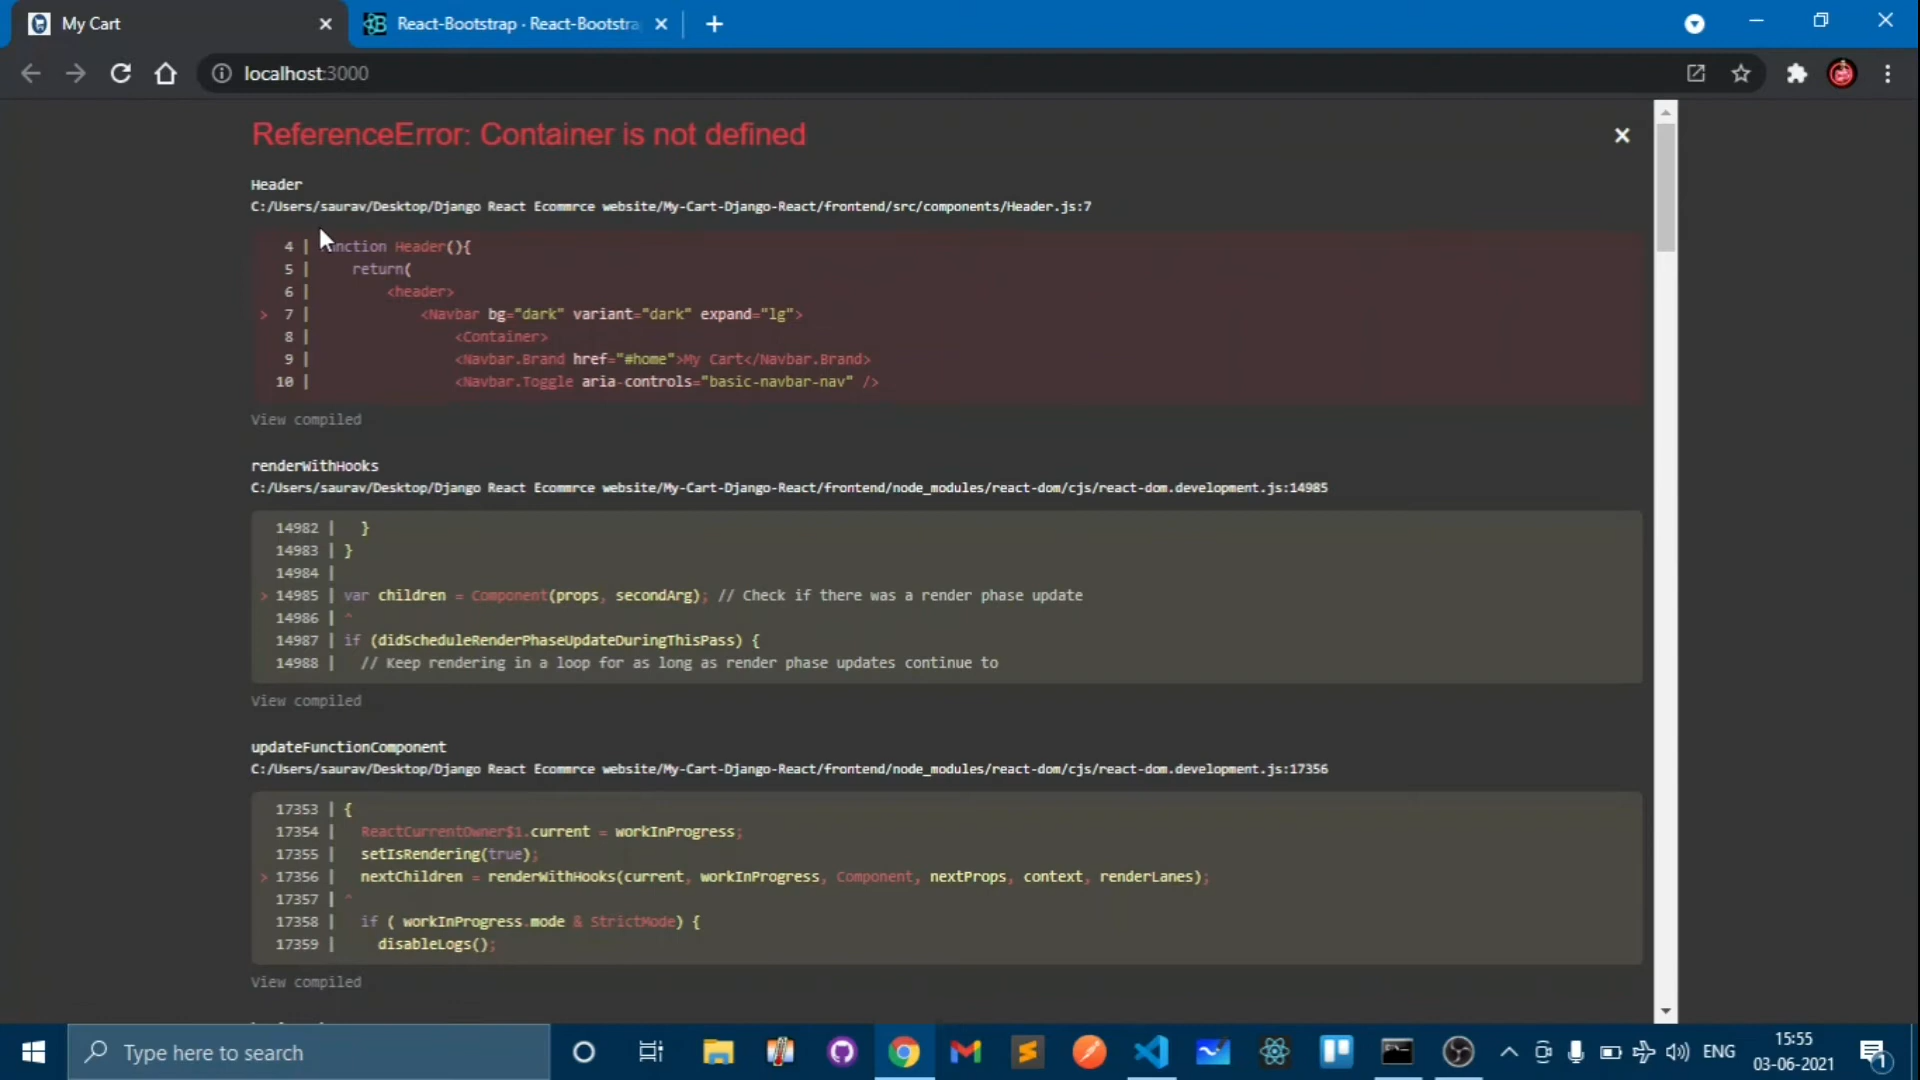 My Cart
React-Bootstrap · React-Bootstra
localhost:3000
ReferenceError: Container is not defined
Header
C:/Users/saurav/Desktop/Django React Ecommrce website/My-Cart-Django-React/frontend/src/components/Header.js:7
4 | unction Header(){
5 | return(
6 | <header>
> 7 | <Navbar bg="dark" variant="dark" expand="lg">
8 | <Container>
9 | <Navbar.Brand href="#home">My Cart</Navbar.Brand>
10 | <Navbar.Toggle aria-controls="basic-navbar-nav" />
View compiled
renderWithHooks
C:/Users/saurav/Desktop/Django React Ecommrce website/My-Cart-Django-React/frontend/node_modules/react-dom/cjs/react-dom.development.js:14985
14982 | }
14983 | }
14984 |
> 14985 | var children = Component(props, secondArg); // Check if there was a render phase update
14986 | ^
14987 | if (didScheduleRenderPhaseUpdateDuringThisPass) {
14988 | // Keep rendering in a loop for as long as render phase updates continue to
View compiled
updateFunctionComponent
C:/Users/saurav/Desktop/Django React Ecommrce website/My-Cart-Django-React/frontend/node_modules/react-dom/cjs/react-dom.development.js:17356
17353 | {
17354 | ReactCurrentOwner$1.current = workInProgress;
17355 | setIsRendering(true);
> 17356 | nextChildren = renderWithHooks(current, workInProgress, Component, nextProps, context, renderLanes);
17357 | ^
17358 | if ( workInProgress.mode & StrictMode) {
17359 | disableLogs();
View compiled
Type here to search
ENG
15:55
03-06-2021
1